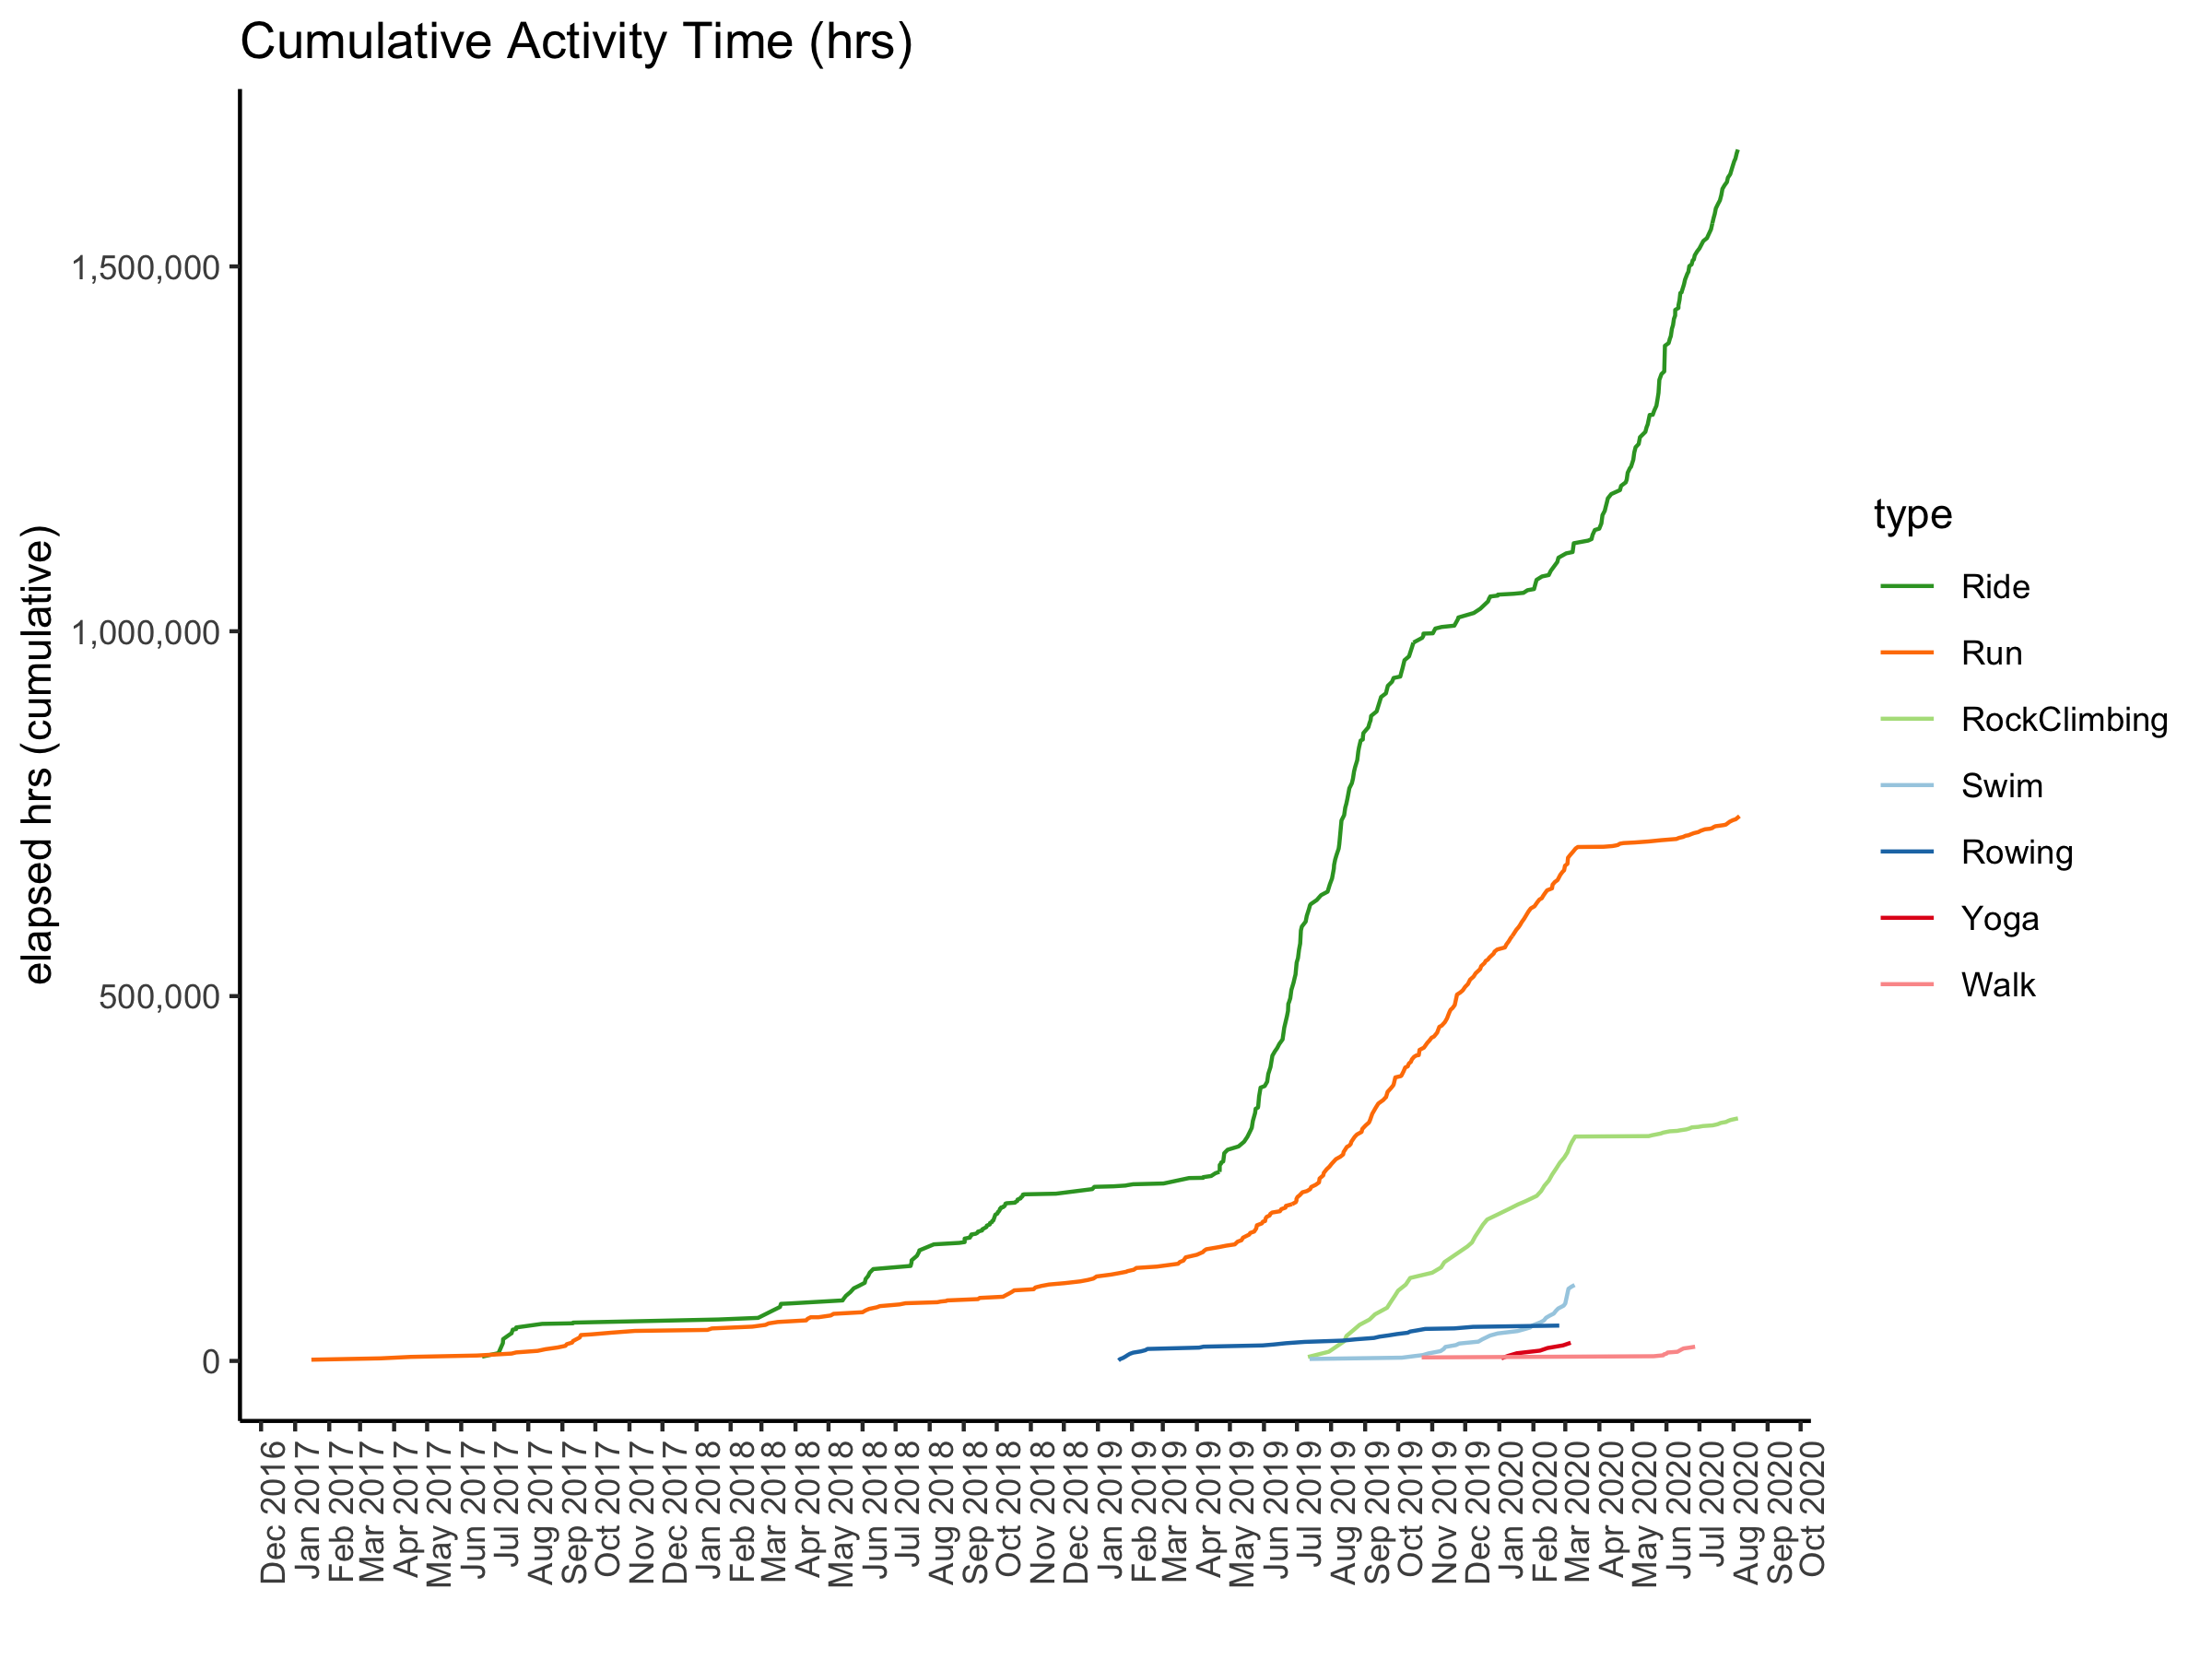 Cumulative Activity Time (hrs)
elapsed hrs (cumulative)
1,500,000
1,000,000
500,000
0
Dec 2016
Jan 2017
Feb 2017
Mar 2017
Apr 2017
May 2017
Jun 2017
Jul 2017
Aug 2017
Sep 2017
Oct 2017
Nov 2017
Dec 2017
Jan 2018
Feb 2018
Mar 2018
Apr 2018
May 2018
Jun 2018
Jul 2018
Aug 2018
Sep 2018
Oct 2018
Nov 2018
Dec 2018
Jan 2019
Feb 2019
Mar 2019
Apr 2019
May 2019
Jun 2019
Jul 2019
Aug 2019
Sep 2019
Oct 2019
Nov 2019
Dec 2019
Jan 2020
Feb 2020
Mar 2020
Apr 2020
May 2020
Jun 2020
Jul 2020
Aug 2020
Sep 2020
Oct 2020
type
Ride
Run
RockClimbing
Swim
Rowing
Yoga
Walk